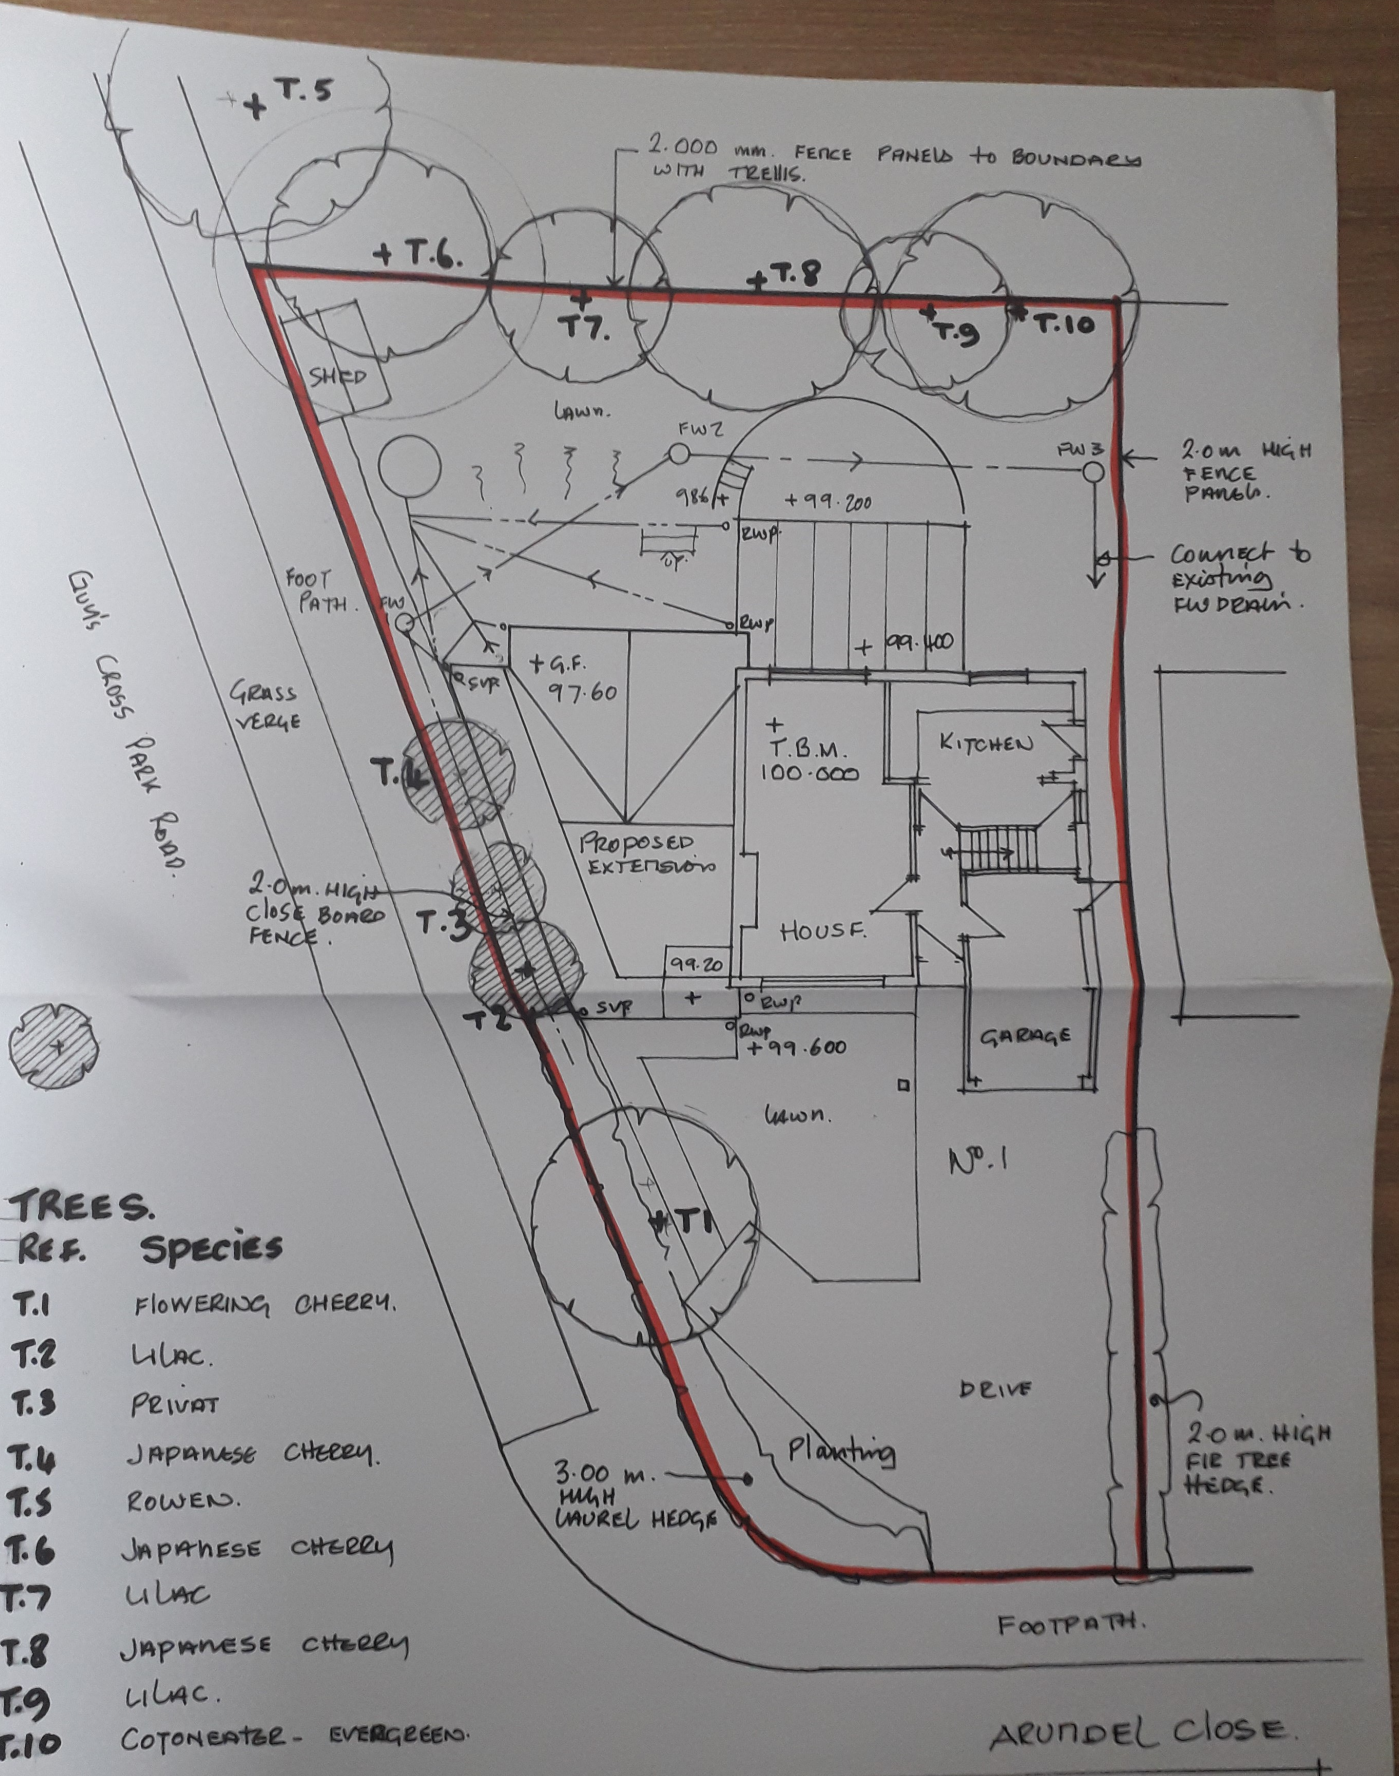 T.5
2.000 mm. FENCE PANELS to BOUNDARY
WITH TRELLIS.
T.6.
T7.
T.8
T.9
T.10
SHED
LAWN.
FW2
FW3
2.0m HIGH
FENCE
PANELS.
986+
+99.200
RWP.
CONNECT to
EXISTING
FW DRAIN.
UP.
FOOT
PATH.
FW
RWP
+ 99.400
SVP
+ G.F.
97.60
GUY'S CROSS PARK ROAD.
GRASS
VERGE
T.4
+
T.B.M.
100.000
KITCHEN
PROPOSED
EXTENSION
2.0m. HIGH
CLOSE BOARD
FENCE.
T.3
HOUSE.
99.20
+
T2
SVP
RWP
RWP
+99.600
GARAGE
LAWN.
No.1
T1
TREES.
REF. SPECIES
T.1 FLOWERING CHERRY.
T.2 LILAC.
T.3 PRIVAT
T.4 JAPANESE CHERRY.
T.5 ROWEN.
T.6 JAPANESE CHERRY
T.7 LILAC
T.8 JAPANESE CHERRY
T.9 LILAC.
T.10 COTONEATER - EVERGREEN.
DRIVE
Planting
3.00 m.
HIGH
LAUREL HEDGE
2.0 m. HIGH
FIR TREE
HEDGE.
FOOTPATH.
ARUNDEL CLOSE.